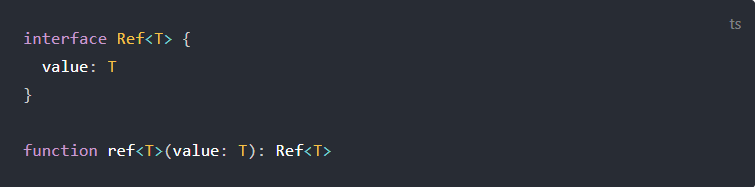 ts
interface Ref<T> {
  value: T
}

function ref<T>(value: T): Ref<T>